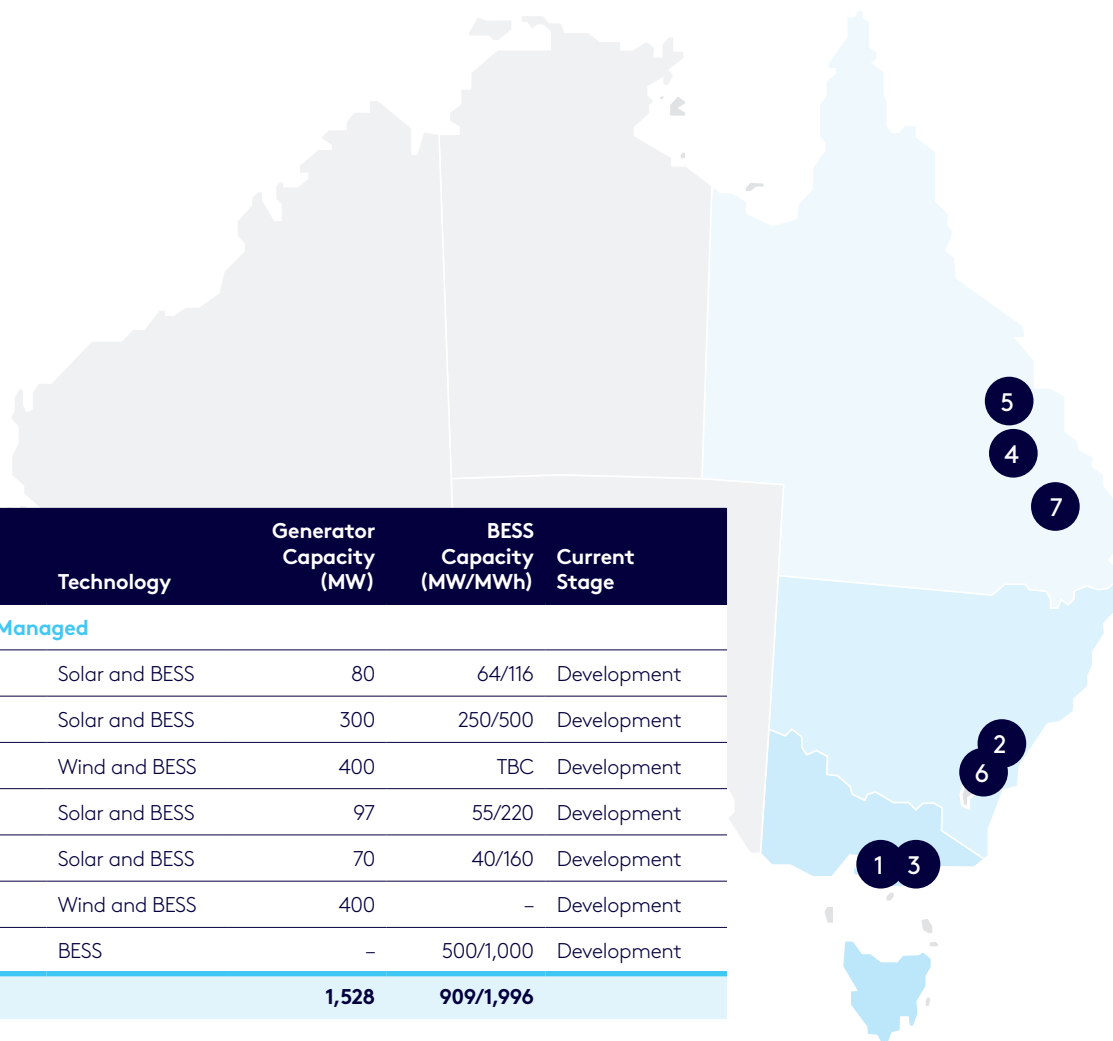 5
4
7
Generator Capacity (MW)
BESS Capacity (MW/MWh)
Technology
Current Stage
Managed
Solar and BESS 80 64/116 Development
Solar and BESS 300 250/500 Development
Wind and BESS 400 TBC Development
Solar and BESS 97 55/220 Development
Solar and BESS 70 40/160 Development
Wind and BESS 400 – Development
BESS – 500/1,000 Development
1,528 909/1,996
2
6
1 3